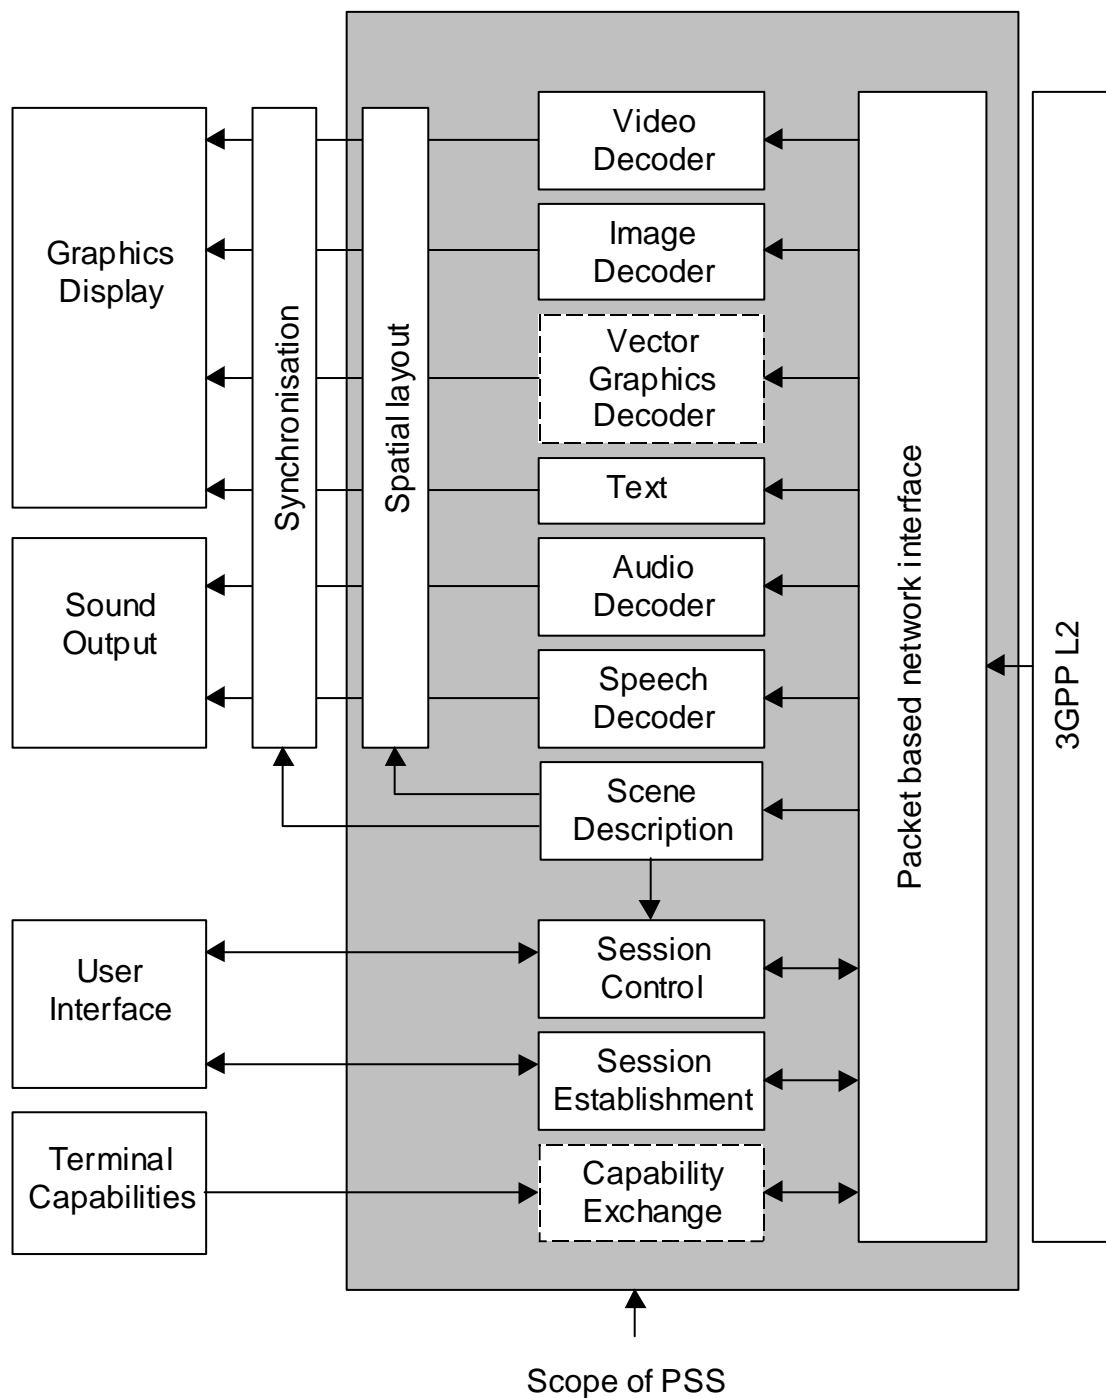 Video
Decoder
Image
Decoder
Graphics
Display
Vector
Graphics
Decoder
Synchronisation
Spatial layout
Text
Audio
Decoder
Sound
Output
Speech
Decoder
Packet based network interface
3GPP L2
Scene
Description
User
Interface
Session
Control
Session
Establishment
Terminal
Capabilities
Capability
Exchange
Scope of PSS